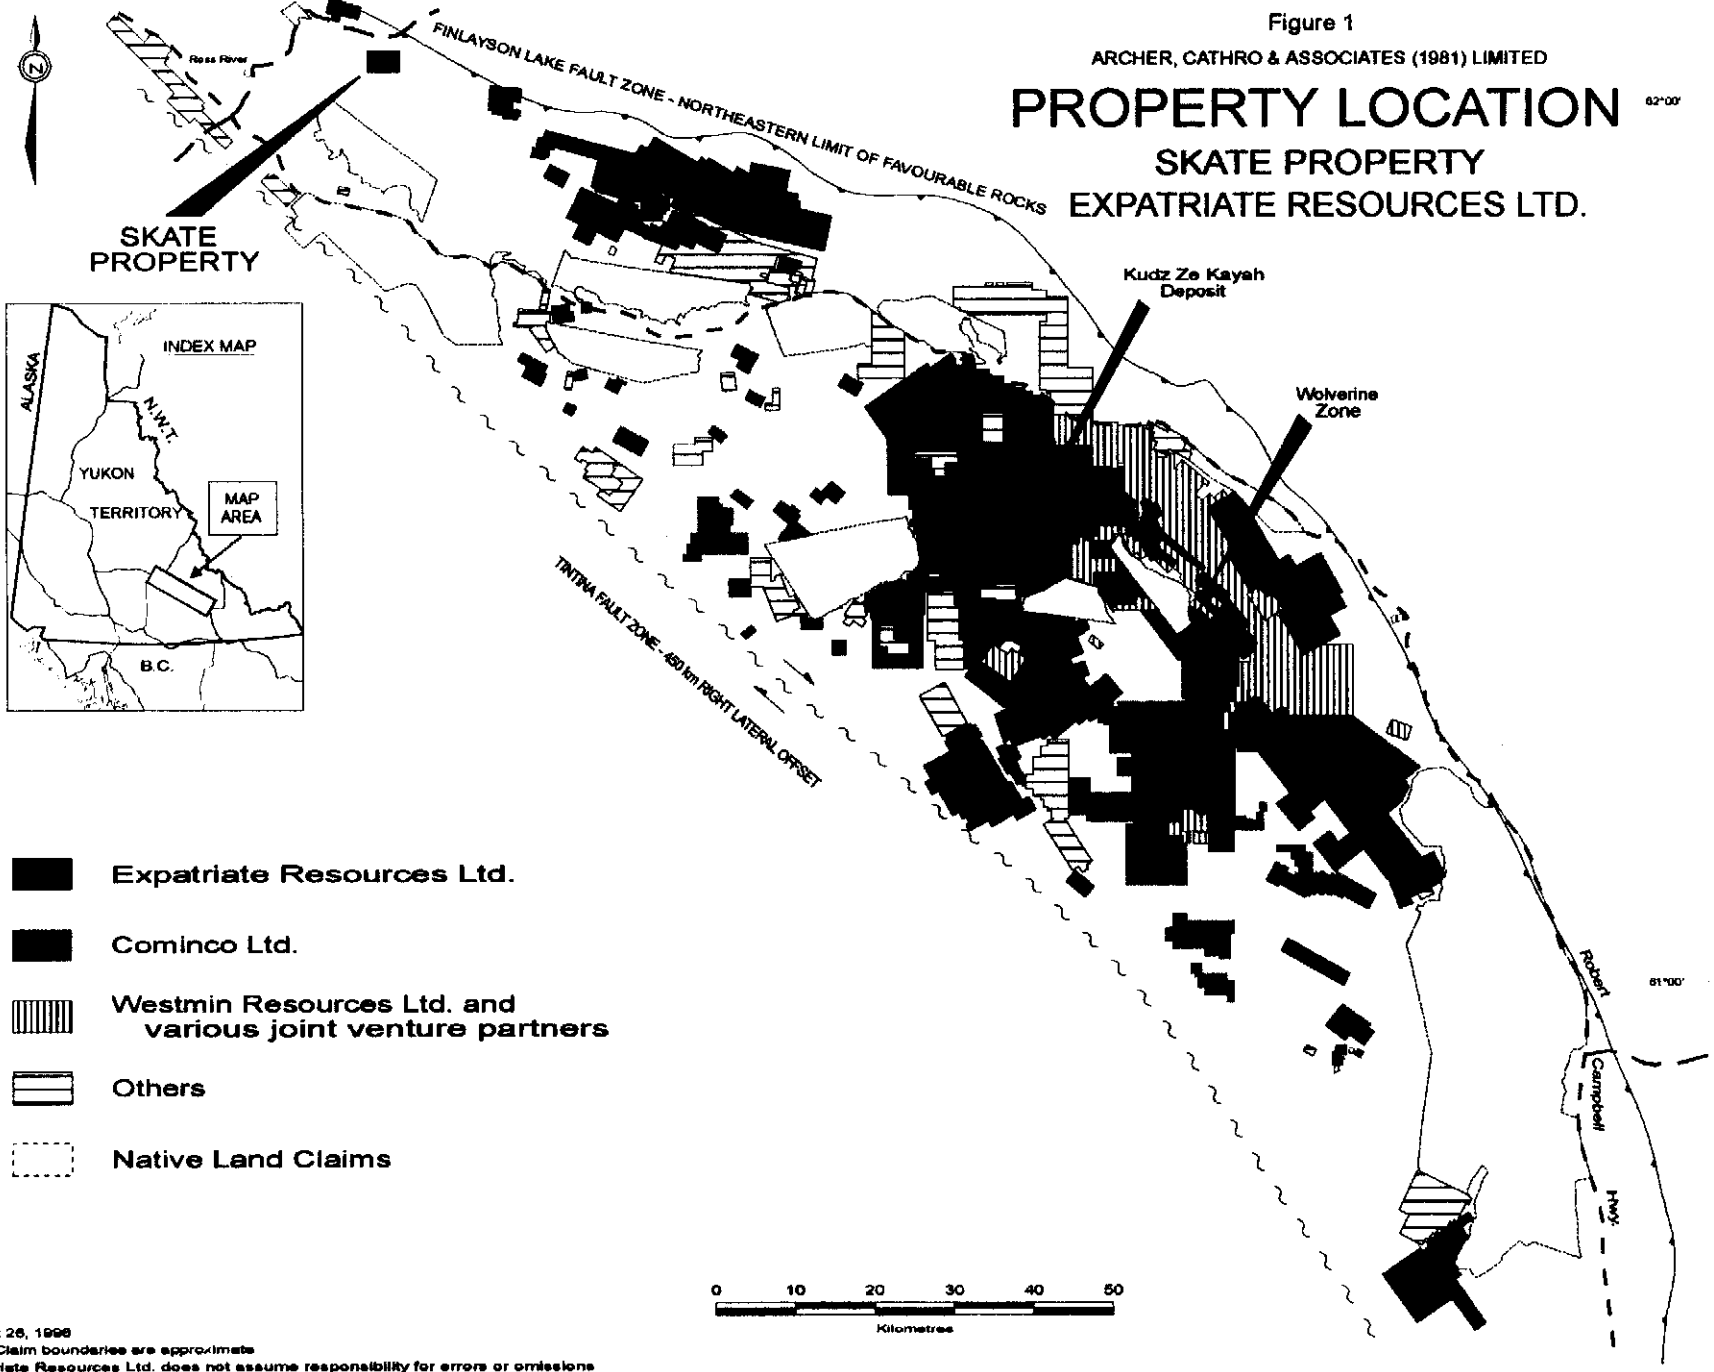 Figure 1
ARCHER, CATHRO & ASSOCIATES (1981) LIMITED
PROPERTY LOCATION
SKATE PROPERTY
EXPATRIATE RESOURCES LTD.
62°00'
N
Ross River
FINLAYSON LAKE FAULT ZONE - NORTHEASTERN LIMIT OF FAVOURABLE ROCKS
SKATE
PROPERTY
Kudz Ze Kayah
Deposit
Wolverine
Zone
INDEX MAP
ALASKA
N.W.T.
YUKON
TERRITORY
MAP
AREA
B.C.
TINTINA FAULT ZONE - 450 km RIGHT LATERAL OFFSET
Expatriate Resources Ltd.
Cominco Ltd.
Westmin Resources Ltd. and
various joint venture partners
Others
Native Land Claims
Robert
Campbell
Hwy.
61°00'
0 10 20 30 40 50
Kilometres
26, 1996
Claim boundaries are approximate
Resources Ltd. does not assume responsibility for errors or omissions